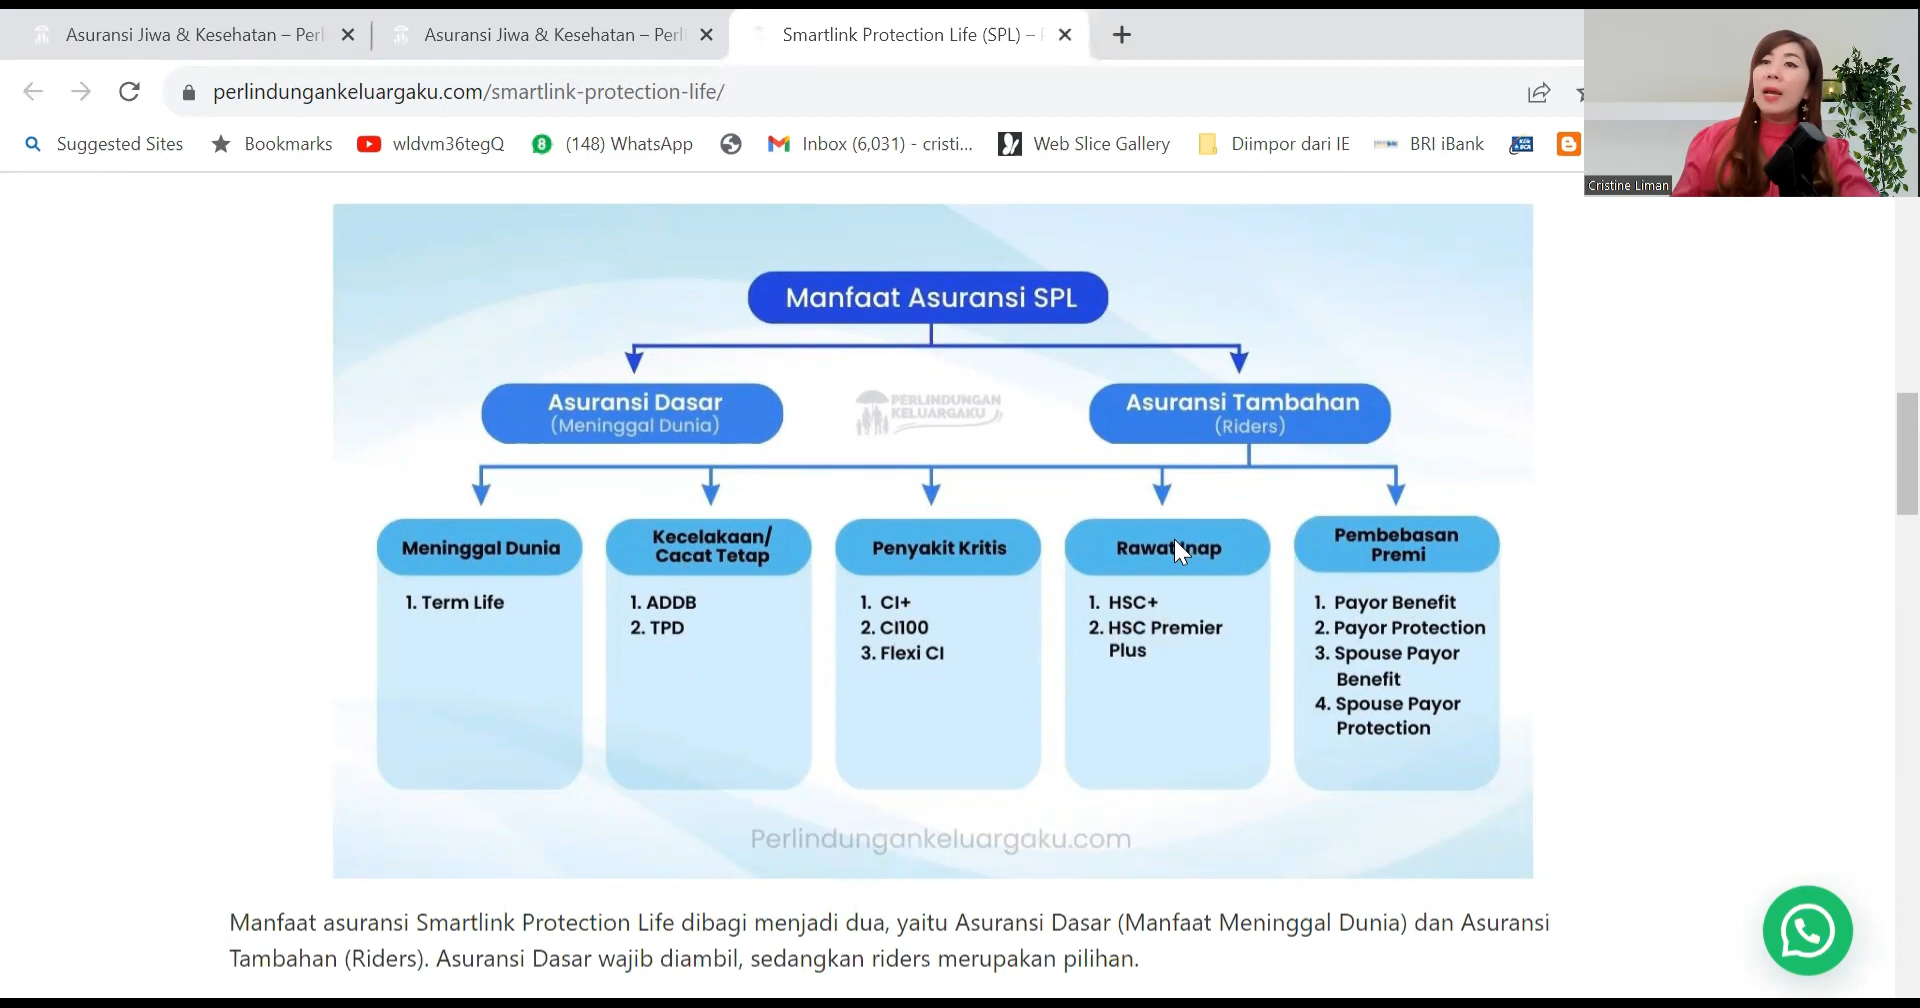 Asuransi Jiwa & Kesehatan – Perl
Asuransi Jiwa & Kesehatan – Perl
Smartlink Protection Life (SPL) –
perlindungankeluargaku.com/smartlink-protection-life/
Suggested Sites
Bookmarks
wldvm36tegQ
8
(148) WhatsApp
Inbox (6,031) - cristi...
Web Slice Gallery
Diimpor dari IE
BRI iBank
Cristine Liman
Manfaat Asuransi SPL
Asuransi Dasar
(Meninggal Dunia)
PERLINDUNGAN
KELUARGAKU
Asuransi Tambahan
(Riders)
Meninggal Dunia
1. Term Life
Kecelakaan/
Cacat Tetap
1. ADDB
2. TPD
Penyakit Kritis
1. CI+
2. CI100
3. Flexi CI
Rawat Inap
1. HSC+
2. HSC Premier
Plus
Pembebasan
Premi
1. Payor Benefit
2. Payor Protection
3. Spouse Payor
Benefit
4. Spouse Payor
Protection
Perlindungankeluargaku.com
Manfaat asuransi Smartlink Protection Life dibagi menjadi dua, yaitu Asuransi Dasar (Manfaat Meninggal Dunia) dan Asuransi
Tambahan (Riders). Asuransi Dasar wajib diambil, sedangkan riders merupakan pilihan.